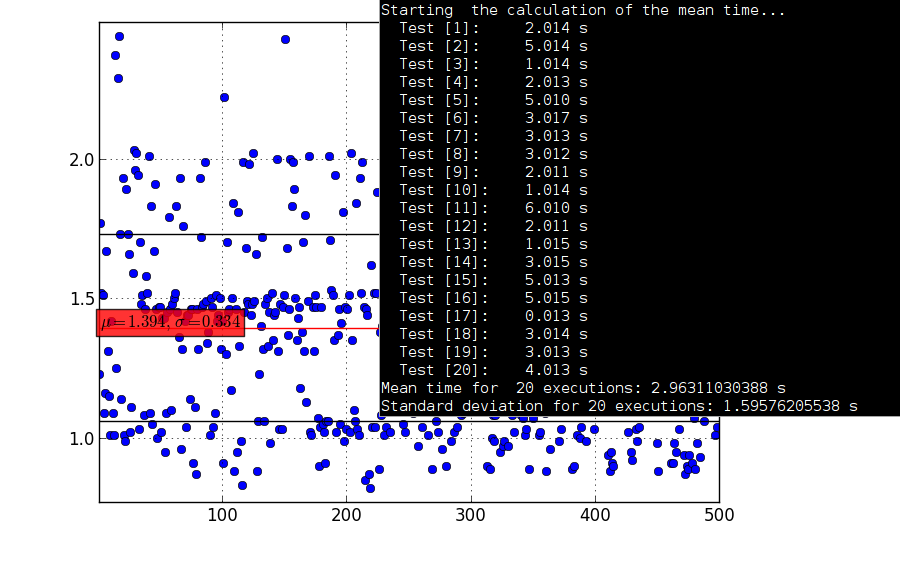 Starting  the calculation of the mean time...
Test [1]:     2.014 s
Test [2]:     5.014 s
Test [3]:     1.014 s
Test [4]:     2.013 s
Test [5]:     5.010 s
Test [6]:     3.017 s
Test [7]:     3.013 s
Test [8]:     3.012 s
Test [9]:     2.011 s
Test [10]:    1.014 s
Test [11]:    6.010 s
Test [12]:    2.011 s
Test [13]:    1.015 s
Test [14]:    3.015 s
Test [15]:    5.013 s
Test [16]:    5.015 s
Test [17]:    0.013 s
Test [18]:    3.014 s
Test [19]:    3.013 s
Test [20]:    4.013 s
Mean time for  20 executions: 2.96311030388 s
Standard deviation for 20 executions: 1.59576205538 s
2.0
1.5
μ=1.394, σ=0.334
1.0
100 200 300 400 500